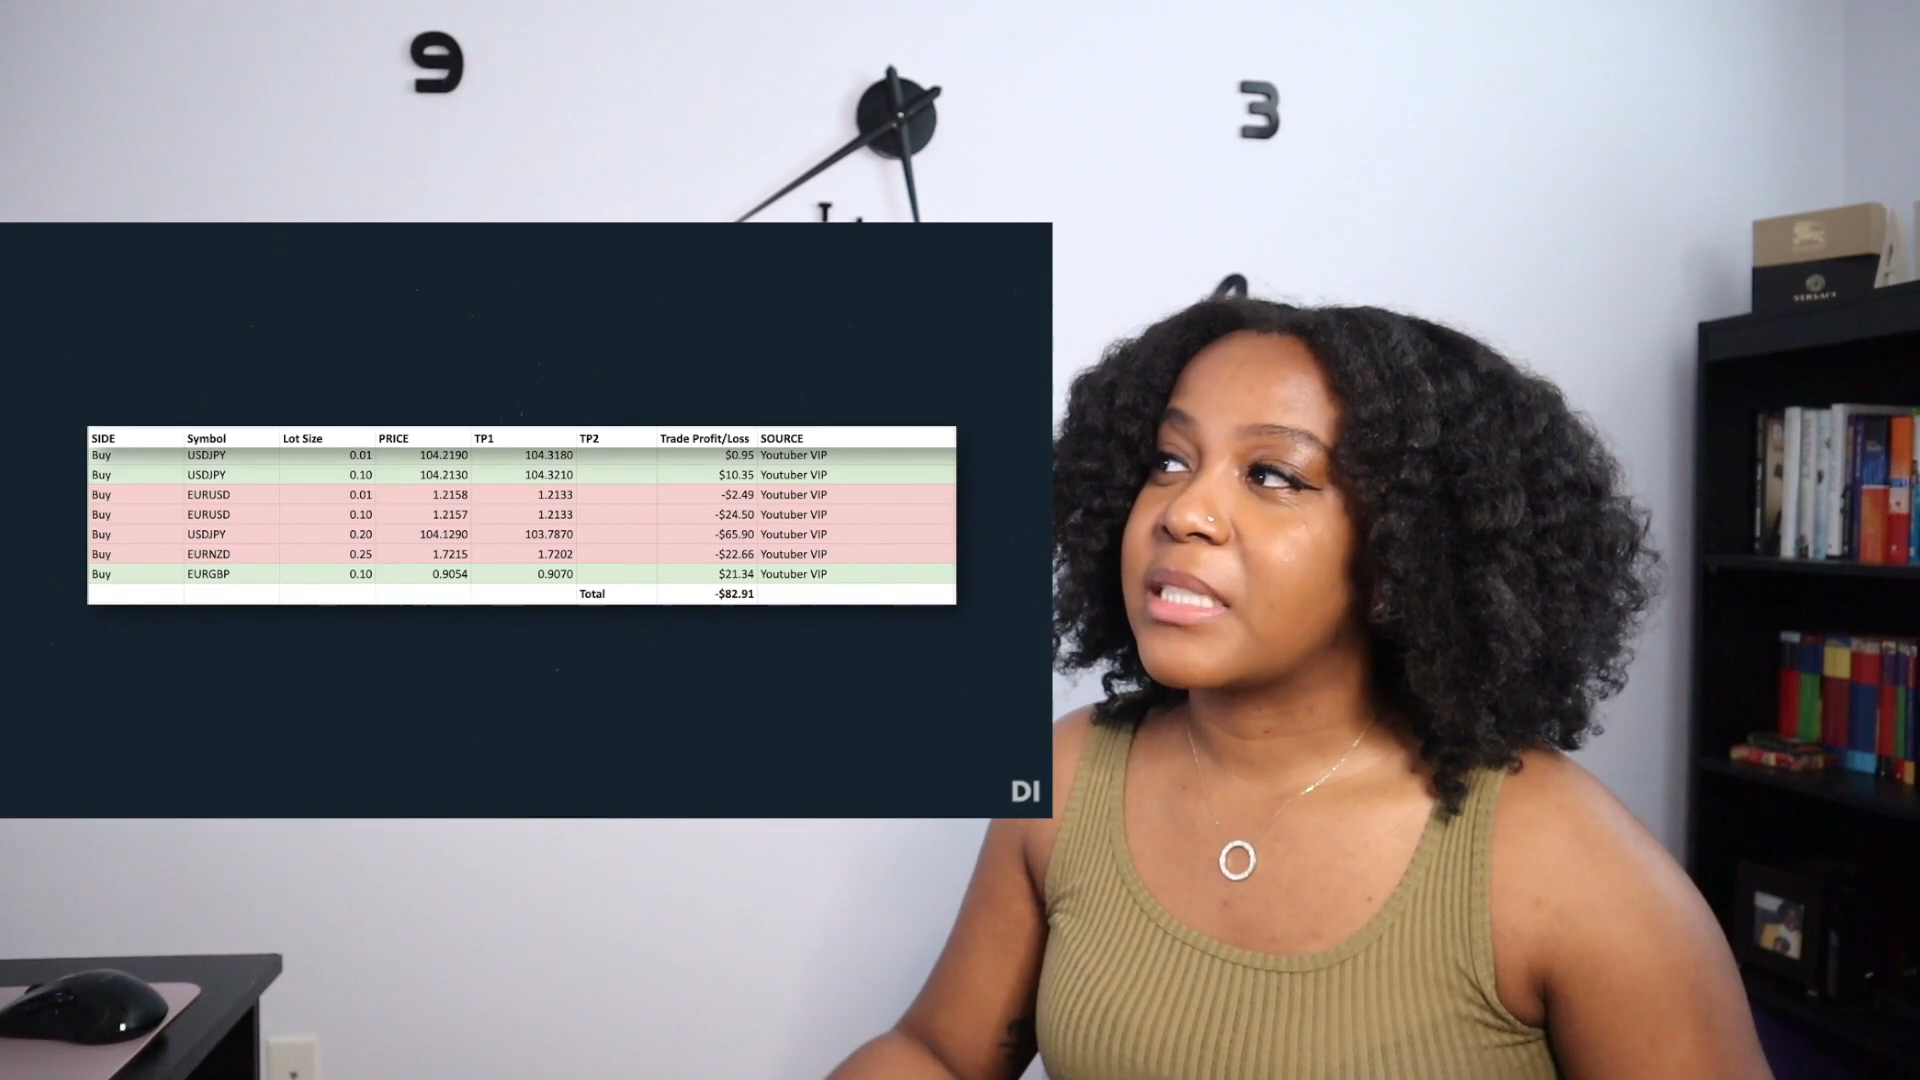 9
3
VERSACE
SIDE Symbol Lot Size PRICE TP1 TP2 Trade Profit/Loss SOURCE
Buy USDJPY 0.01 104.2190 104.3180 $0.95 Youtuber VIP
Buy USDJPY 0.10 104.2130 104.3210 $10.35 Youtuber VIP
Buy EURUSD 0.01 1.2158 1.2133 -$2.49 Youtuber VIP
Buy EURUSD 0.10 1.2157 1.2133 -$24.50 Youtuber VIP
Buy USDJPY 0.20 104.1290 103.7870 -$65.90 Youtuber VIP
Buy EURNZD 0.25 1.7215 1.7202 -$22.66 Youtuber VIP
Buy EURGBP 0.10 0.9054 0.9070 $21.34 Youtuber VIP
Total -$82.91
DI